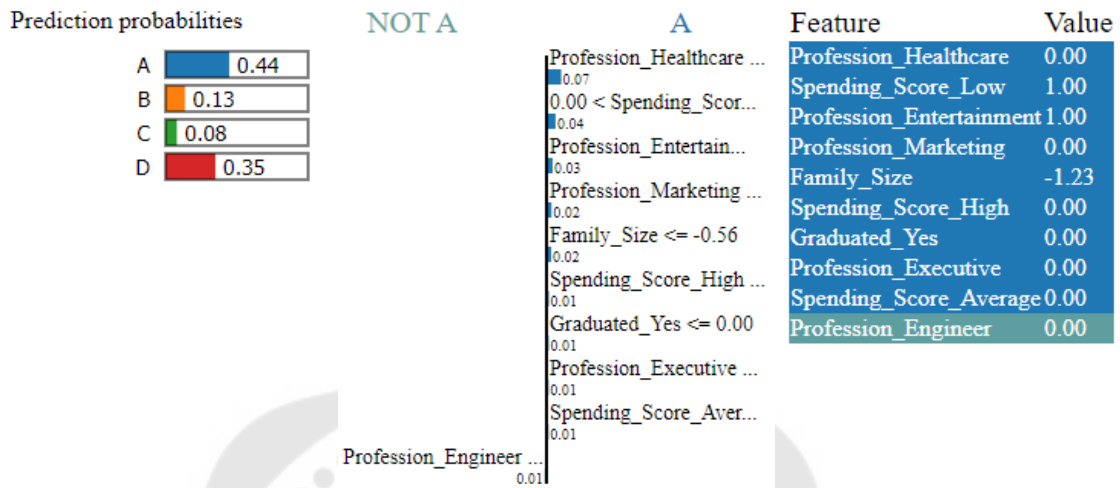 Prediction probabilities
A 0.44
B 0.13
C 0.08
D 0.35
NOT A A
Profession_Healthcare ...
0.07
0.00 < Spending_Scor...
0.04
Profession_Entertain...
0.03
Profession_Marketing ...
0.02
Family_Size <= -0.56
0.02
Spending_Score_High ...
0.01
Graduated_Yes <= 0.00
0.01
Profession_Executive ...
0.01
Spending_Score_Aver...
0.01
Profession_Engineer ...
0.01
Feature Value
Profession_Healthcare 0.00
Spending_Score_Low 1.00
Profession_Entertainment 1.00
Profession_Marketing 0.00
Family_Size -1.23
Spending_Score_High 0.00
Graduated_Yes 0.00
Profession_Executive 0.00
Spending_Score_Average 0.00
Profession_Engineer 0.00